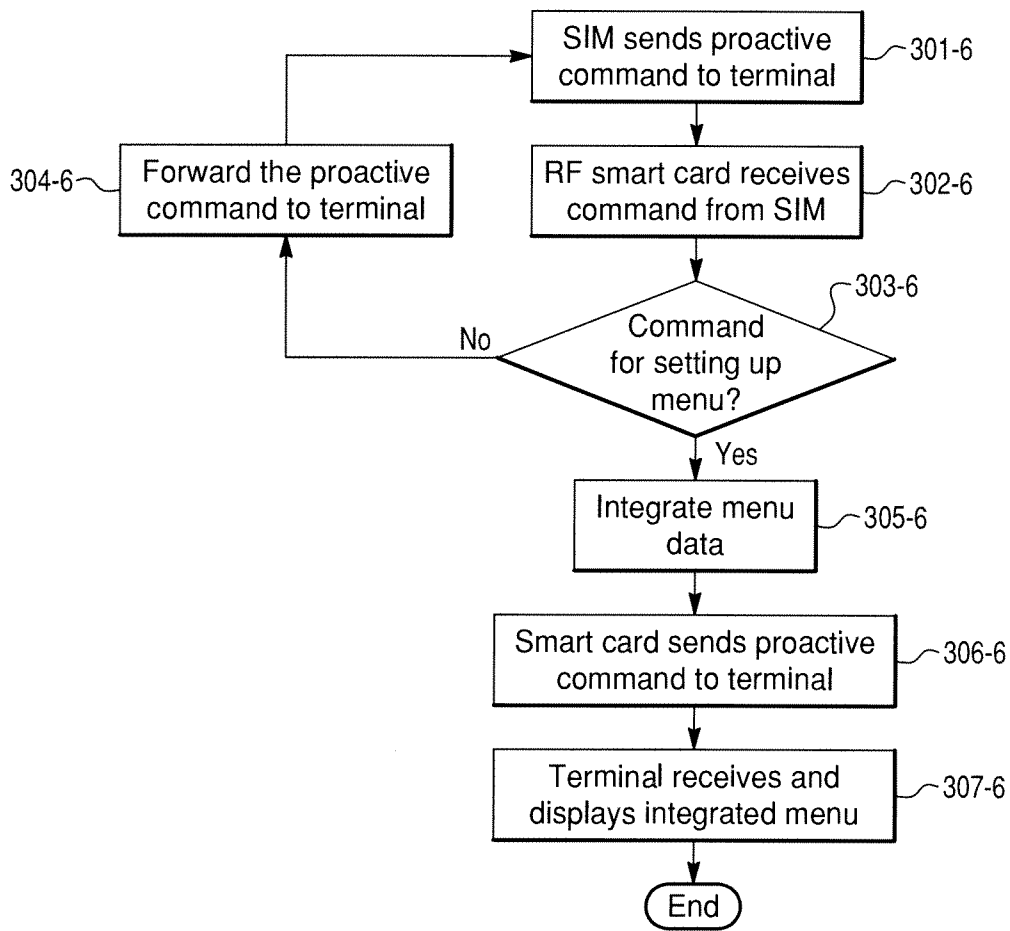 SIM sends proactive
command to terminal
301-6
304-6
Forward the proactive
command to terminal
RF smart card receives
command from SIM
302-6
303-6
Command
for setting up
menu?
No
Yes
Integrate menu
data
305-6
Smart card sends proactive
command to terminal
306-6
Terminal receives and
displays integrated menu
307-6
End